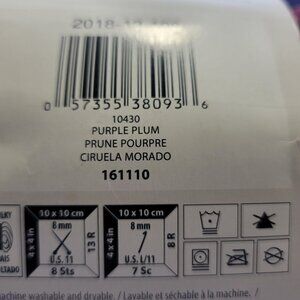 0 57355 38093 6
10430
PURPLE PLUM
PRUNE POURPRE
CIRUELA MORADO
161110
10 x 10 cm
4 x 4 in
8 mm
U.S. 11
13 R
8 Sts
10 x 10 cm
4 x 4 in
8 mm
U.S. L/11
8 R
7 Sc
machine washable and dryable. / Lavable et séchable à la machine.